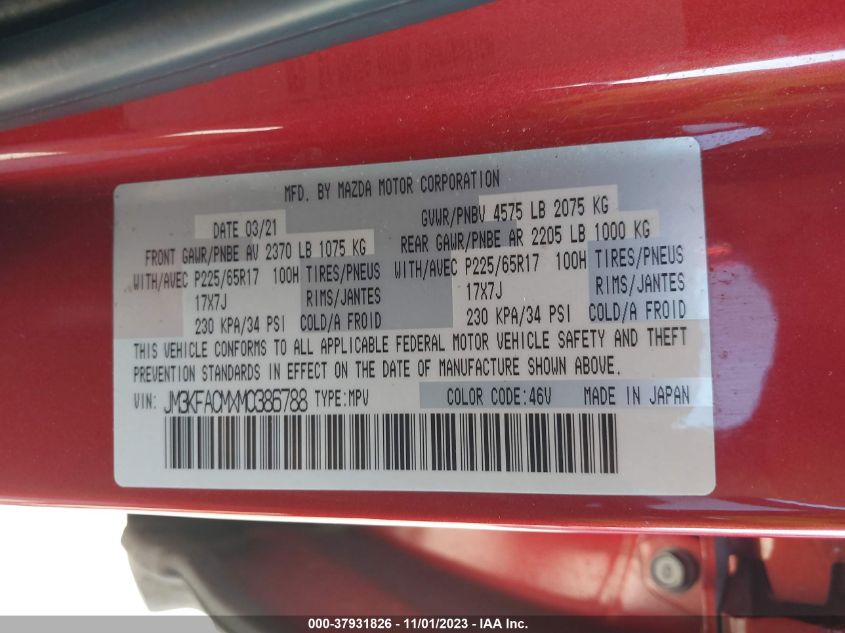 MFD. BY MAZDA MOTOR CORPORATION
DATE 03/21 GVWR/PNBV 4575 LB 2075 KG
FRONT GAWR/PNBE AV 2370 LB 1075 KG REAR GAWR/PNBE AR 2205 LB 1000 KG
WITH/AVEC P225/65R17 100H TIRES/PNEUS WITH/AVEC P225/65R17 100H TIRES/PNEUS
17X7J RIMS/JANTES 17X7J RIMS/JANTES
230 KPA/34 PSI COLD/A FROID 230 KPA/34 PSI COLD/A FROID
THIS VEHICLE CONFORMS TO ALL APPLICABLE FEDERAL MOTOR VEHICLE SAFETY AND THEFT
PREVENTION STANDARDS IN EFFECT ON THE DATE OF MANUFACTURE SHOWN ABOVE.
VIN: JM3KFACMXM0386788 TYPE:MPV COLOR CODE:46V MADE IN JAPAN
000-37931826 - 11/01/2023 - IAA Inc.